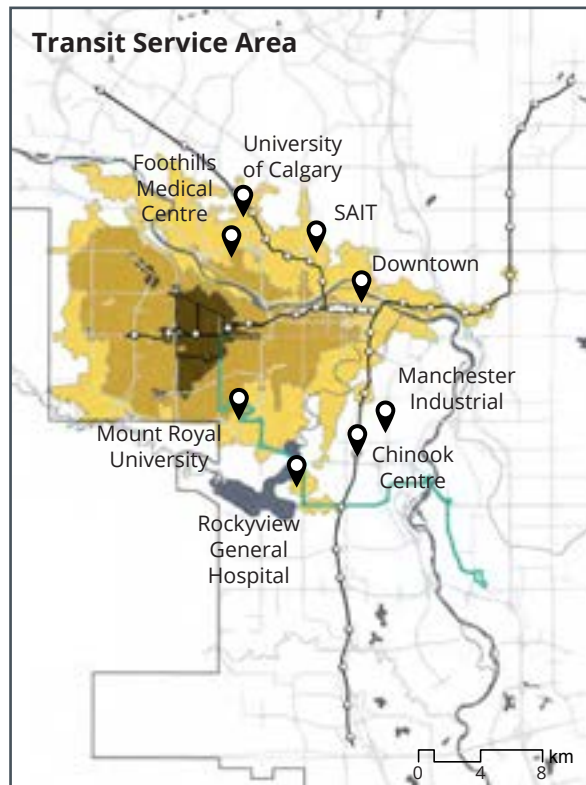 Transit Service Area
University
of Calgary
Foothills
Medical
Centre
SAIT
Downtown
Manchester
Industrial
Mount Royal
University
Chinook
Centre
Rockyview
General
Hospital
km
0 4 8